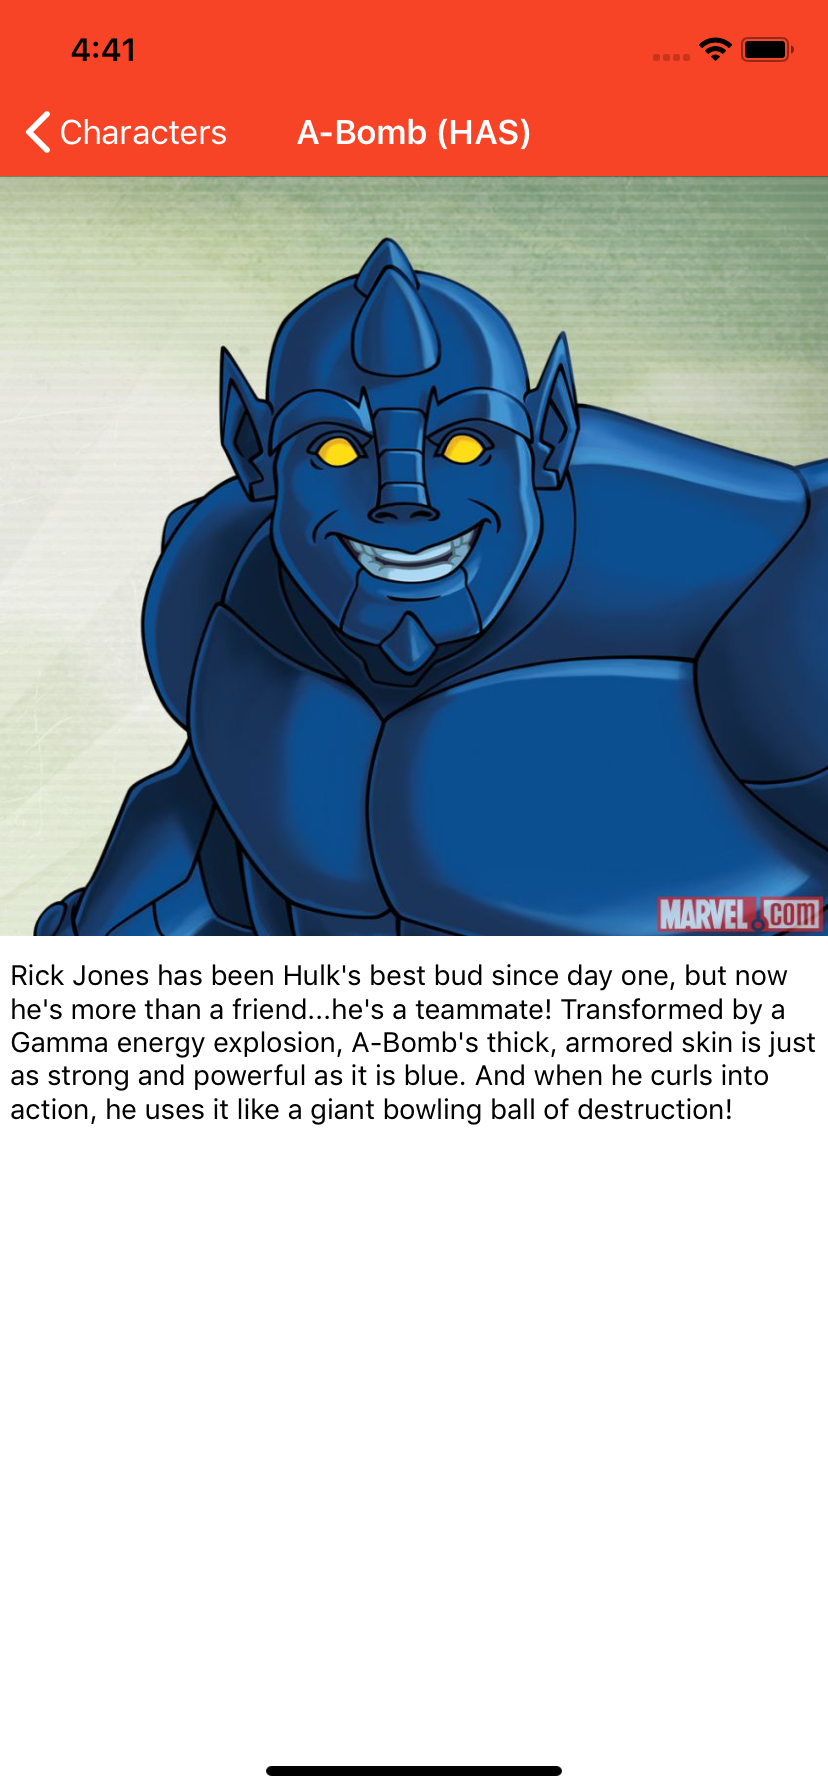 4:41
Characters
A-Bomb (HAS)
MARVEL.COM
Rick Jones has been Hulk's best bud since day one, but now
he's more than a friend...he's a teammate! Transformed by a
Gamma energy explosion, A-Bomb's thick, armored skin is just
as strong and powerful as it is blue. And when he curls into
action, he uses it like a giant bowling ball of destruction!